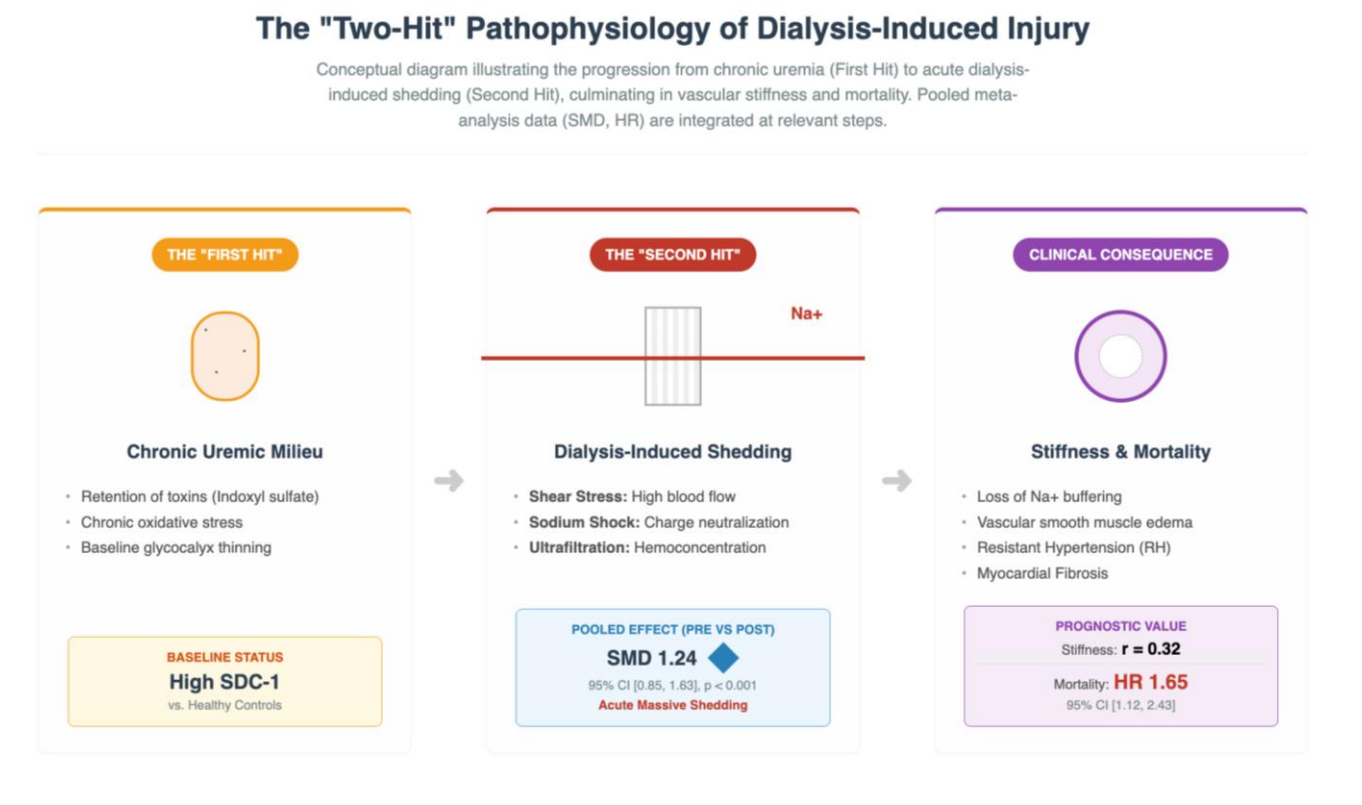 The "Two-Hit" Pathophysiology of Dialysis-Induced Injury
Conceptual diagram illustrating the progression from chronic uremia (First Hit) to acute dialysis-
induced shedding (Second Hit), culminating in vascular stiffness and mortality. Pooled meta-
analysis data (SMD, HR) are integrated at relevant steps.
THE "FIRST HIT"
Chronic Uremic Milieu
• Retention of toxins (Indoxyl sulfate)
• Chronic oxidative stress
• Baseline glycocalyx thinning
BASELINE STATUS
High SDC-1
vs. Healthy Controls
THE "SECOND HIT"
Na+
Dialysis-Induced Shedding
• Shear Stress: High blood flow
• Sodium Shock: Charge neutralization
• Ultrafiltration: Hemoconcentration
POOLED EFFECT (PRE VS POST)
SMD 1.24
95% CI [0.85, 1.63], p < 0.001
Acute Massive Shedding
CLINICAL CONSEQUENCE
Stiffness & Mortality
• Loss of Na+ buffering
• Vascular smooth muscle edema
• Resistant Hypertension (RH)
• Myocardial Fibrosis
PROGNOSTIC VALUE
Stiffness: r = 0.32
Mortality: HR 1.65
95% CI [1.12, 2.43]